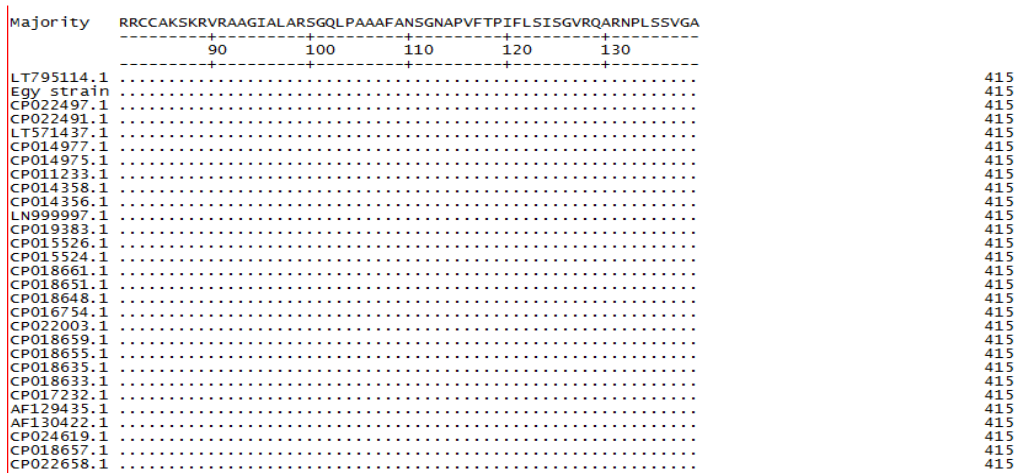 Majority RRCCAKSKRVRAAGIALARSGQLPAAAFANSGNAPVFTPIFLSISGVRQARNPLSSVGA
---------+---------+---------+---------+---------+---------
90 100 110 120 130
---------+---------+---------+---------+---------+---------
LT795114.1 ........................................................... 415
Egy strain ........................................................... 415
CP022497.1 ........................................................... 415
CP022491.1 ........................................................... 415
LT571437.1 ........................................................... 415
CP014977.1 ........................................................... 415
CP014975.1 ........................................................... 415
CP011233.1 ........................................................... 415
CP014358.1 ........................................................... 415
CP014356.1 ........................................................... 415
LN999997.1 ........................................................... 415
CP019383.1 ........................................................... 415
CP015526.1 ........................................................... 415
CP015524.1 ........................................................... 415
CP018661.1 ........................................................... 415
CP018651.1 ........................................................... 415
CP018648.1 ........................................................... 415
CP016754.1 ........................................................... 415
CP022003.1 ........................................................... 415
CP018659.1 ........................................................... 415
CP018655.1 ........................................................... 415
CP018635.1 ........................................................... 415
CP018633.1 ........................................................... 415
CP017232.1 ........................................................... 415
AF129435.1 ........................................................... 415
AF130422.1 ........................................................... 415
CP024619.1 ........................................................... 415
CP018657.1 ........................................................... 415
CP022658.1 ........................................................... 415